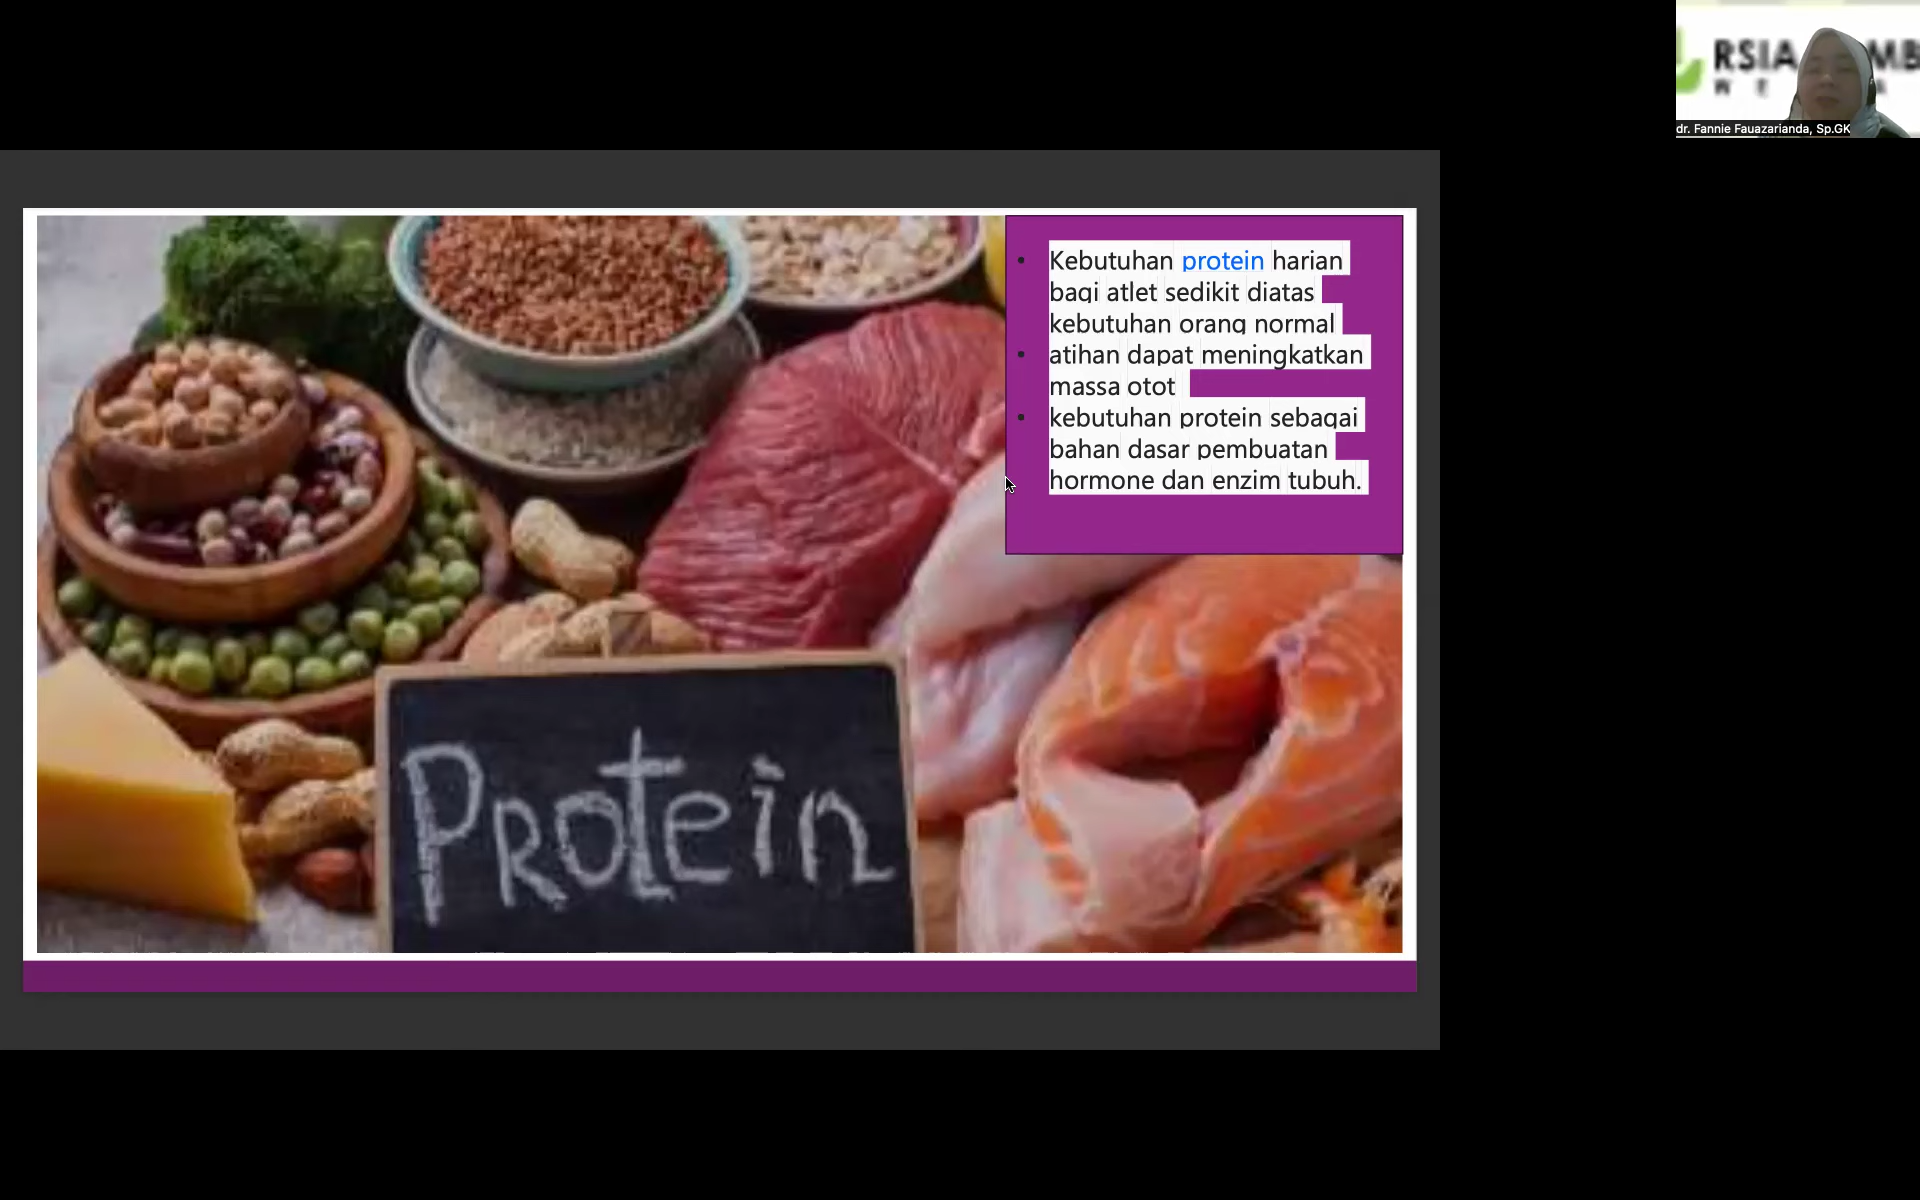 RSIA
MB
W E
dr. Fannie Fauazarianda, Sp.GK
• Kebutuhan protein harian
bagi atlet sedikit diatas
kebutuhan orang normal
• atihan dapat meningkatkan
massa otot
• kebutuhan protein sebagai
bahan dasar pembuatan
hormone dan enzim tubuh.
Protein